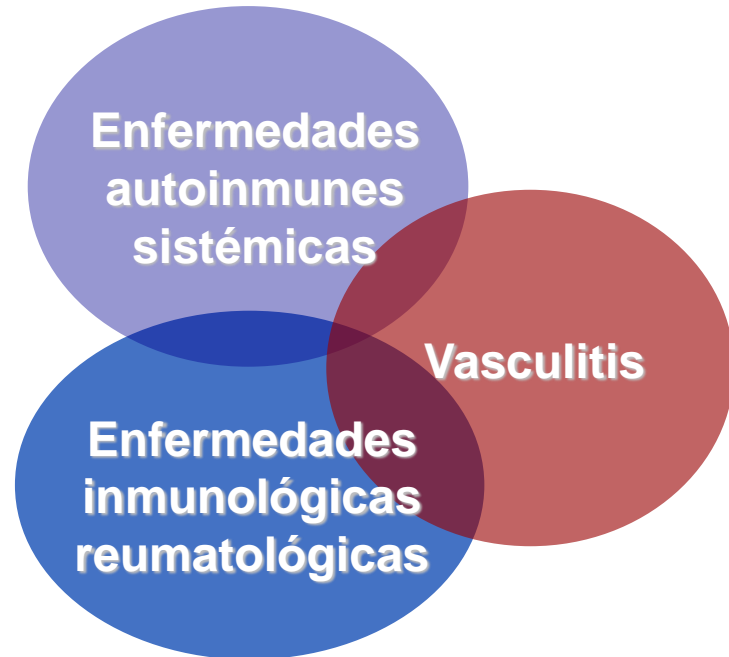 Enfermedades
autoinmunes
sistémicas
Vasculitis
Enfermedades
inmunológicas
reumatológicas